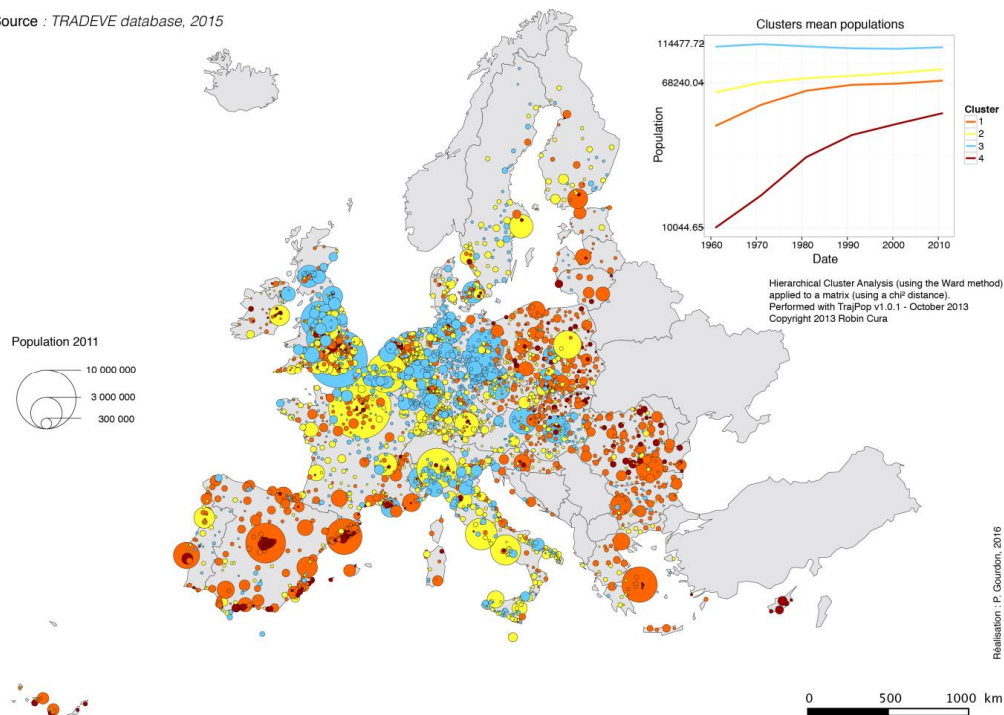 Source : TRADEVE database, 2015
Clusters mean populations
114477.72
68240.04
10044.65
Population
1960 1970 1980 1990 2000 2010
Date
Cluster
1
2
3
4
Hierarchical Cluster Analysis (using the Ward method)
applied to a matrix (using a chi² distance).
Performed with TrajPop v1.0.1 - October 2013
Copyright 2013 Robin Cura
Population 2011
10 000 000
3 000 000
300 000
Réalisation : P. Gourdon, 2016
0 500 1000 km